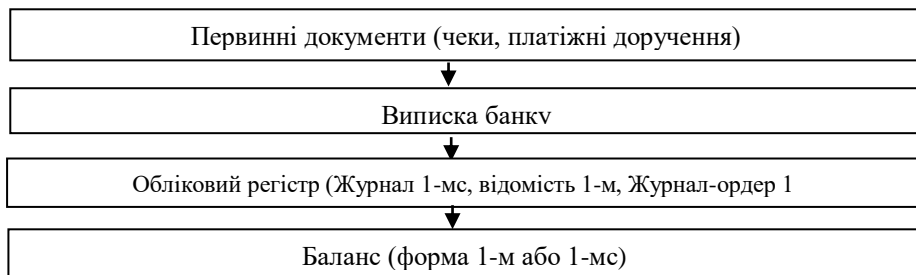 Первинні документи (чеки, платіжні доручення)
Виписка банку
Обліковий регістр (Журнал 1-мс, відомість 1-м, Журнал-ордер 1
Баланс (форма 1-м або 1-мс)